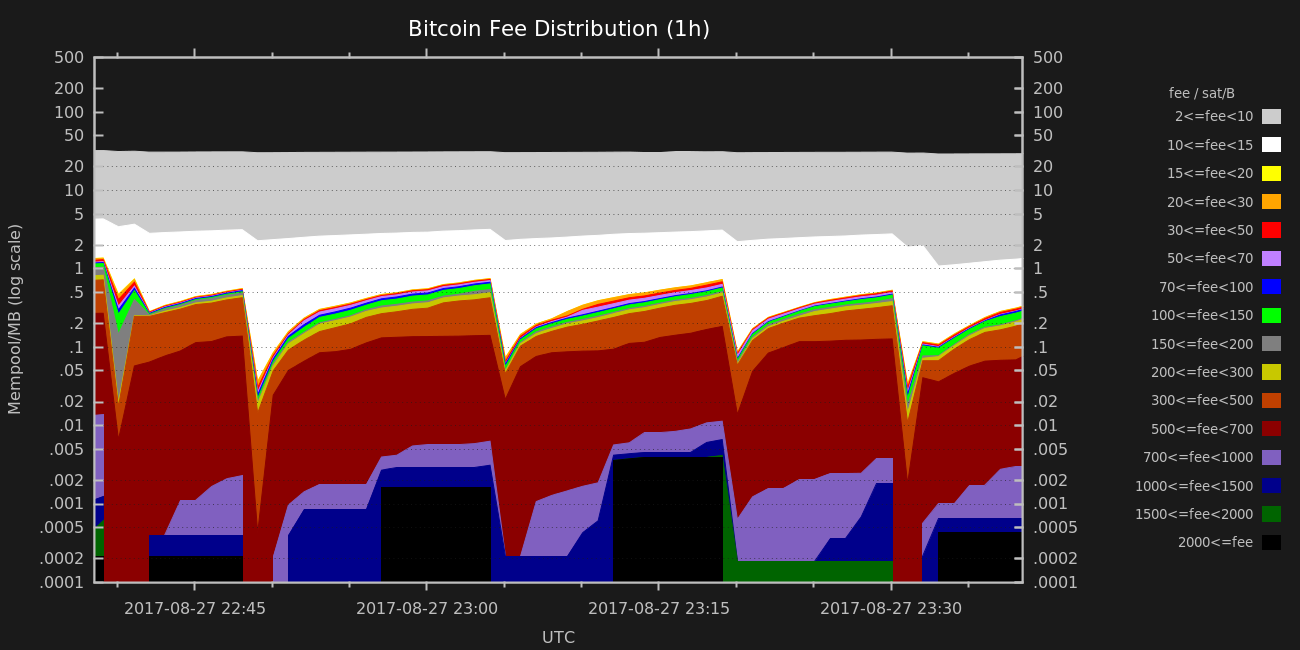 Bitcoin Fee Distribution (1h)
500 500
200 200
100 100
50 50
20 20
10 10
5 5
2 2
1 1
.5 .5
.2 .2
.1 .1
.05 .05
.02 .02
.01 .01
.005 .005
.002 .002
.001 .001
.0005 .0005
.0002 .0002
.0001 .0001
Mempool/MB (log scale)
2017-08-27 22:45 2017-08-27 23:00 2017-08-27 23:15 2017-08-27 23:30
UTC
fee / sat/B
2<=fee<10
10<=fee<15
15<=fee<20
20<=fee<30
30<=fee<50
50<=fee<70
70<=fee<100
100<=fee<150
150<=fee<200
200<=fee<300
300<=fee<500
500<=fee<700
700<=fee<1000
1000<=fee<1500
1500<=fee<2000
2000<=fee